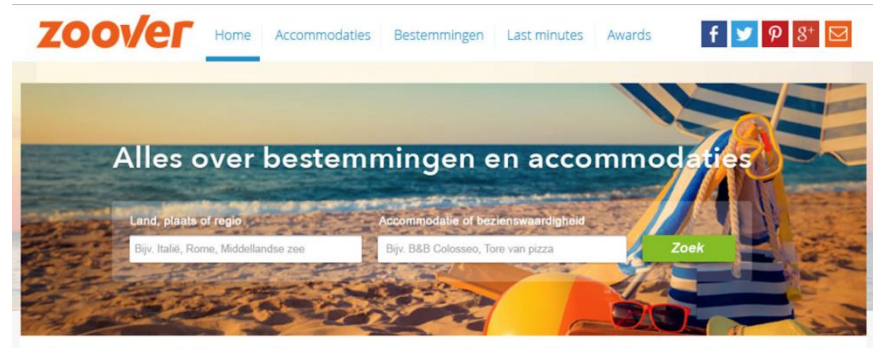 zoover
Home Accommodaties Bestemmingen Last minutes Awards
Alles over bestemmingen en accommodaties
Land, plaats of regio Accommodatie of bezienswaardigheid
Bijv. Italië, Rome, Middellandse zee Bijv. B&B Colosseo, Tore van pizza Zoek